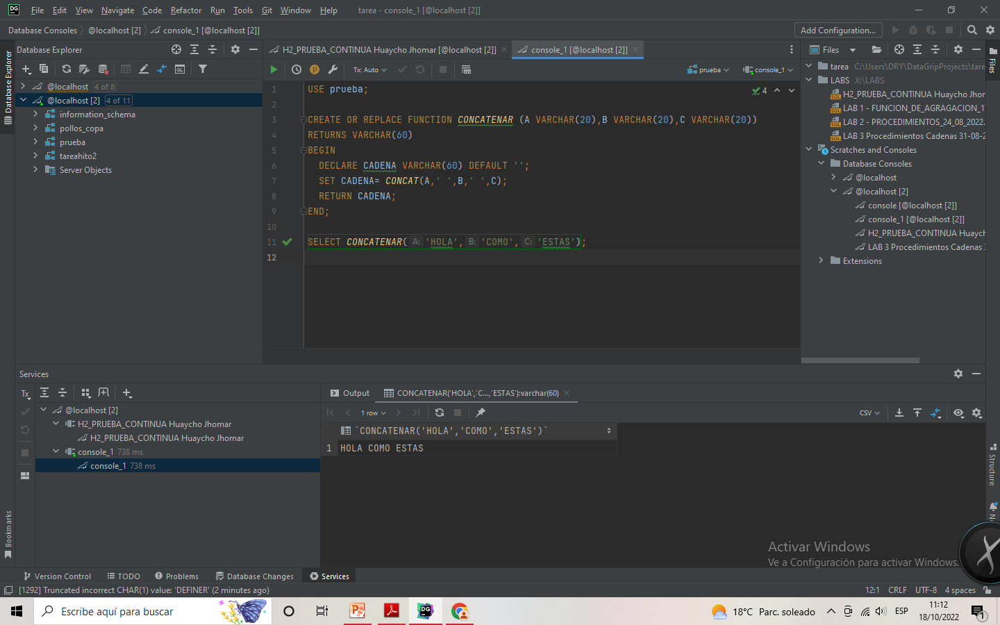 DG File Edit View Navigate Code Refactor Run Tools Git Window Help tarea - console_1 [@localhost [2]]
Database Consoles @localhost [2] console_1 [@localhost [2]] Add Configuration...
Database Explorer
Database Explorer
@localhost 4 of 8
@localhost [2] 4 of 11
information_schema
pollos_copa
prueba
tareahito2
Server Objects
H2_PRUEBA_CONTINUA Huaycho Jhomar [@localhost [2]] console_1 [@localhost [2]]
Tx: Auto prueba console_1
4
1 USE prueba;
2
3 CREATE OR REPLACE FUNCTION CONCATENAR (A VARCHAR(20),B VARCHAR(20),C VARCHAR(20))
4 RETURNS VARCHAR(60)
5 BEGIN
6 DECLARE CADENA VARCHAR(60) DEFAULT '';
7 SET CADENA= CONCAT(A,' ',B,' ',C);
8 RETURN CADENA;
9 END;
10
11 SELECT CONCATENAR( A: 'HOLA', B: 'COMO', C: 'ESTAS');
12
Files
Files
tarea C:\Users\DRY\DataGripProjects\tare
LABS X:\LABS
H2_PRUEBA_CONTINUA Huaycho Jhor
LAB 1 - FUNCION_DE_AGRAGACION_1
LAB 2 - PROCEDIMIENTOS_24_08_2022.
LAB 3 Procedimientos Cadenas 31-08-2
Scratches and Consoles
Database Consoles
@localhost
@localhost [2]
console [@localhost [2]]
console_1 [@localhost [2]]
H2_PRUEBA_CONTINUA Huaych
LAB 3 Procedimientos Cadenas 3
Extensions
Services
Tx
@localhost [2]
H2_PRUEBA_CONTINUA Huaycho Jhomar
H2_PRUEBA_CONTINUA Huaycho Jhomar
console_1 738 ms
console_1 738 ms
Output CONCATENAR('HOLA','C...,'ESTAS'):varchar(60)
1 row CSV
`CONCATENAR('HOLA','COMO','ESTAS')`
1 HOLA COMO ESTAS
Structure
Bookmarks
Activar Windows
Ve a Configuración para activar Windows.
Version Control TODO Problems Database Changes Services
[1292] Truncated incorrect CHAR(1) value: 'DEFINER' (2 minutes ago) 12:1 CRLF UTF-8 4 spaces
Escribe aquí para buscar
18°C Parc. soleado ESP
11:12
18/10/2022
1